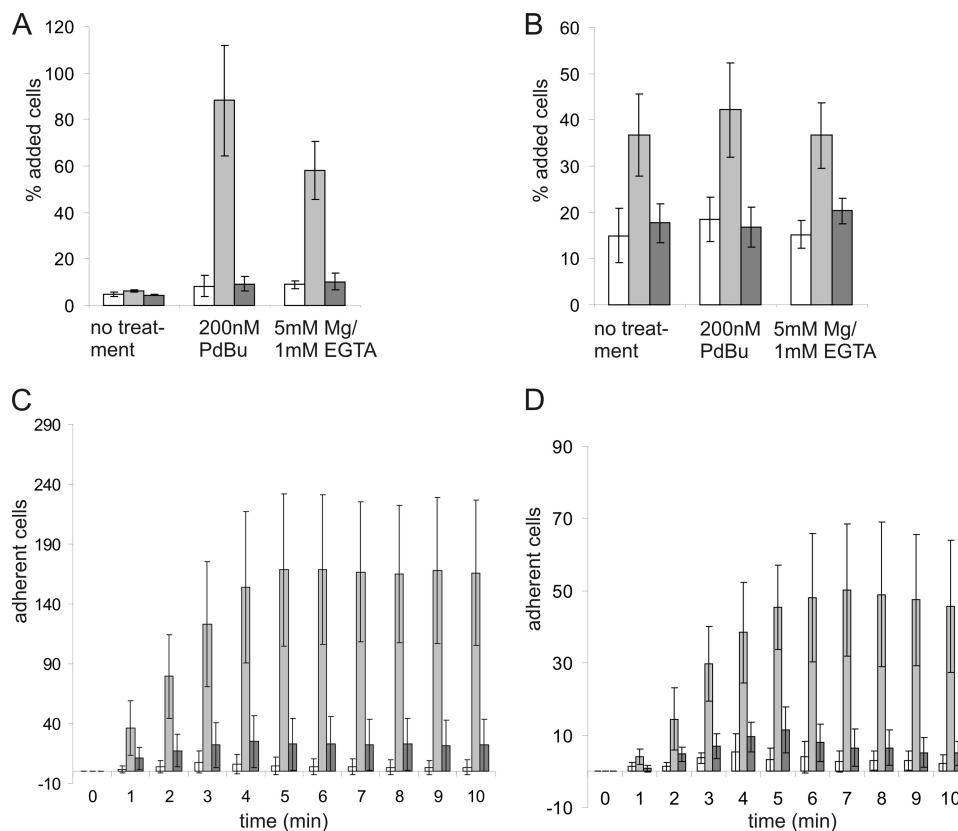 A
120
100
80
60
40
20
0
% added cells
no treat-
ment
200nM
PdBu
5mM Mg/
1mM EGTA
B
60
50
40
30
20
10
0
% added cells
no treat-
ment
200nM
PdBu
5mM Mg/
1mM EGTA
C
290
240
190
140
90
40
-10
adherent cells
0 1 2 3 4 5 6 7 8 9 10
time (min)
D
90
70
50
30
10
-10
adherent cells
0 1 2 3 4 5 6 7 8 9 10
time (min)